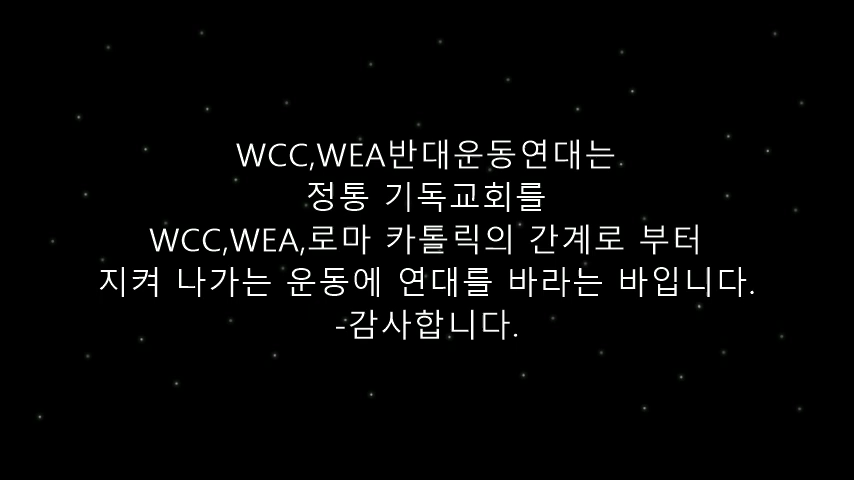 WCC,WEA반대운동연대는
정통 기독교회를
WCC,WEA,로마 카톨릭의 간계로 부터
지켜 나가는 운동에 연대를 바라는 바입니다.
-감사합니다.